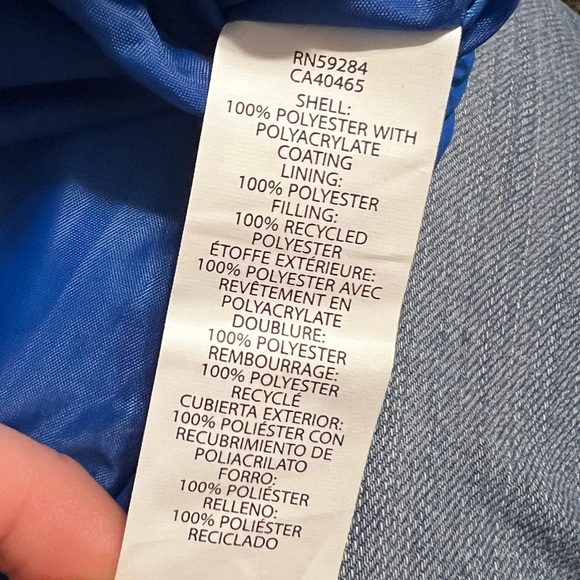 RN59284
CA40465
SHELL:
100% POLYESTER WITH
POLYACRYLATE
COATING
LINING:
100% POLYESTER
FILLING:
100% RECYCLED
POLYESTER
ÉTOFFE EXTÉRIEURE:
100% POLYESTER AVEC
REVÊTEMENT EN
POLYACRYLATE
DOUBLURE:
100% POLYESTER
REMBOURRAGE:
100% POLYESTER
RECYCLÉ
CUBIERTA EXTERIOR:
100% POLIÉSTER CON
RECUBRIMIENTO DE
POLIACRILATO
FORRO:
100% POLIÉSTER
RELLENO:
100% POLIÉSTER
RECICLADO